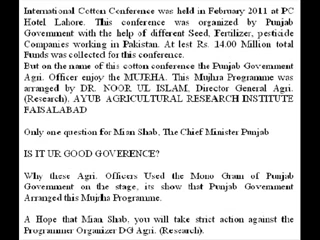 International Cotton Conference was held in February 2011 at PC
Hotel Lahore. This conference was organized by Punjab
Government with the help of different Seed, Fertilizer, pesticide
Companies working in Pakistan. At lest Rs. 14.00 Million total
Funds was collected for this conference.
But on the name of this cotton conference the Punjab Government
Agri. Officer enjoy the MUJRHA. This Mujhra Programme was
arranged by DR. NOOR UL ISLAM, Director General Agri.
(Research). AYUB AGRICULTURAL RESEARCH INSTITUTE
FAISALABAD
Only one question for Mian Shab, The Chief Minister Punjab
IS IT UR GOOD GOVERENCE?
Why these Agri. Officers Used the Mono Gram of Punjab
Government on the stage, its show that Punjab Government
Arranged this Mujrha Programme.
A Hope that Mian Shab, you will take strict action against the
Programmer Organizer DG Agri. (Research).